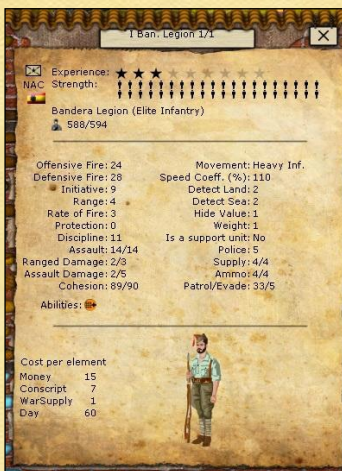 I Ban. Legion 1/1
X
Experience:
NAC Strength:
Bandera Legion (Elite Infantry)
588/594
Offensive Fire: 24 Movement: Heavy Inf.
Defensive Fire: 28 Speed Coeff. (%): 110
Initiative: 9 Detect Land: 2
Range: 4 Detect Sea: 2
Rate of Fire: 3 Hide Value: 1
Protection: 0 Weight: 1
Discipline: 11 Is a support unit: No
Assault: 14/14 Police: 5
Ranged Damage: 2/3 Supply: 4/4
Assault Damage: 2/5 Ammo: 4/4
Cohesion: 89/90 Patrol/Evade: 33/5
Abilities:
Cost per element
Money 15
Conscript 7
WarSupply 1
Day 60